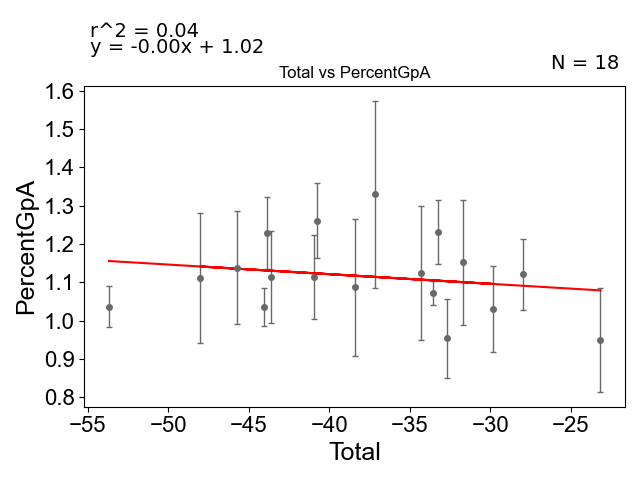 r^2 = 0.04
y = -0.00x + 1.02
N = 18
Total vs PercentGpA
PercentGpA
1.6
1.5
1.4
1.3
1.2
1.1
1.0
0.9
0.8
−55
−50
−45
−40
−35
−30
−25
Total